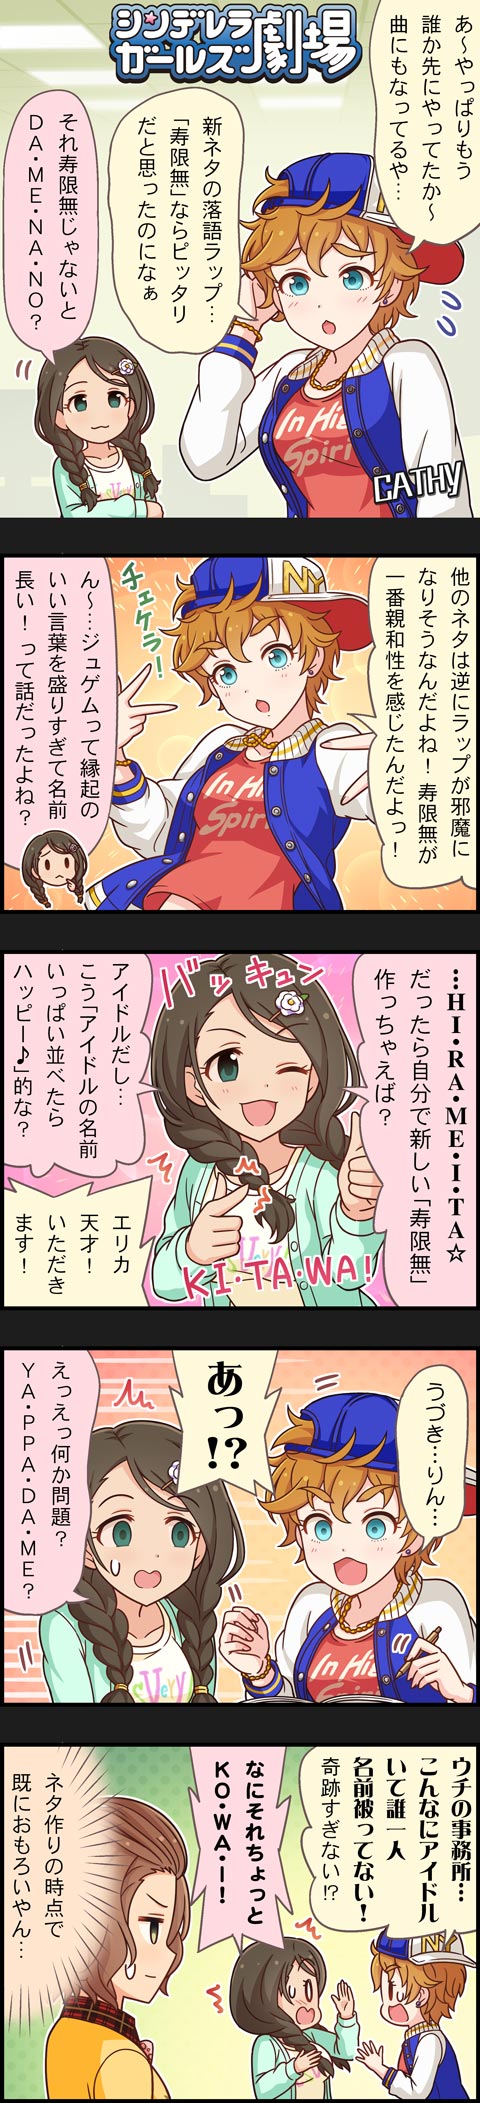 シンデレラ
ガールズ劇場
あ～やっぱりもう
誰か先にやってたか～
曲にもなってるや…
新ネタの落語ラップ…
「寿限無」ならピッタリ
だと思ったのになぁ
それ寿限無じゃないと
DA・ME・NA・NO?
In His
Spiri
CATHY
sVery
他のネタは逆にラップが邪魔に
なりそうなんだよね！寿限無が
一番親和性を感じたんだよっ！
チェケラー！
NY
In Hi
Spiri
ん～…ジュゲムって縁起の
いい言葉を盛りすぎて名前
長い！って話だったよね？
…HI・RA・ME・I・TA☆
だったら自分で新しい「寿限無」
作っちゃえば？
バッキュン
アイドルだし…
こう「アイドルの名前
いっぱい並べたら
ハッピー♪」的な？
KI・TA・WA!
エリカ
天才！
いただき
ます！
うづき…りん…
あっ!?
えっえっ何か問題？
YA・PPA・DA・ME?
In Hi
Spiri
sVery
ウチの事務所…
こんなにアイドル
いて誰一人
名前被ってない！
奇跡すぎない!?
なにそれちょっと
KO・WA・ー!
NY
ネタ作りの時点で
既におもろいやん…